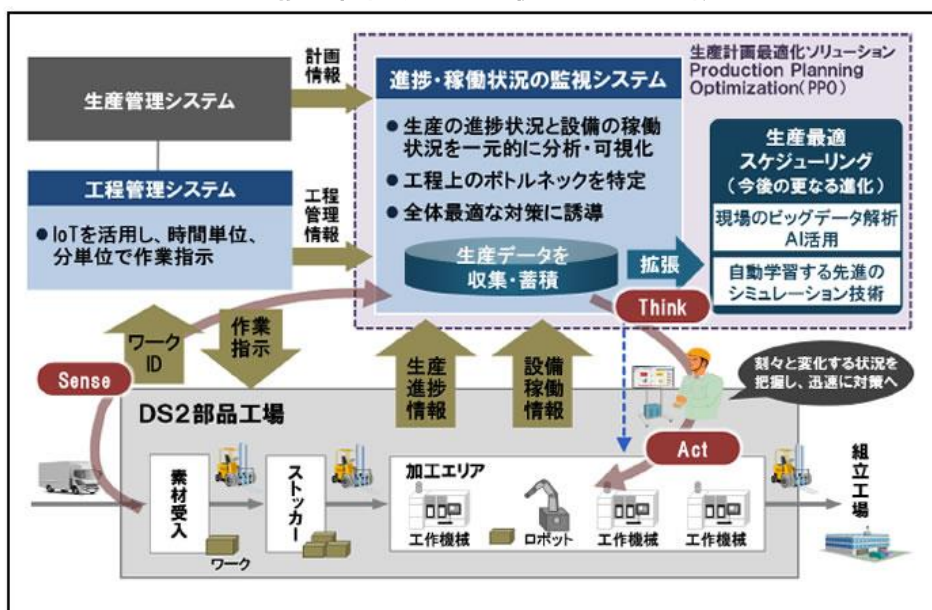 生産計画最適化ソリューション
Production Planning
Optimization(PPO)
計画
情報
生産管理システム
進捗・稼働状況の監視システム
●生産の進捗状況と設備の稼働
状況を一元的に分析・可視化
●工程上のボトルネックを特定
●全体最適な対策に誘導
生産データを
収集・蓄積
拡張
生産最適
スケジューリング
(今後の更なる進化)
現場のビッグデータ解析
AI活用
自動学習する先進の
シミュレーション技術
工程管理システム
●IoTを活用し、時間単位、
分単位で作業指示
工程
管理
情報
Think
ワーク
ID
作業
指示
生産
進捗
情報
設備
稼働
情報
刻々と変化する状況を
把握し、迅速に対策へ
Sense
DS2部品工場
Act
素材受入
ワーク
ストッカー
加工エリア
工作機械
ロボット
工作機械
工作機械
組立工場